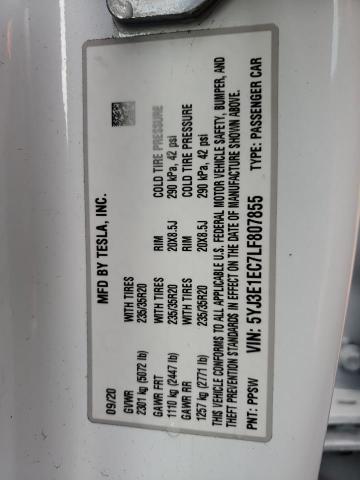 MFD BY TESLA, INC.
09/20
GVWR WITH TIRES RIM COLD TIRE PRESSURE
2301 kg (5072 lb) 235/35R20 20X8.5J 290 kPa, 42 psi
GAWR FRT WITH TIRES RIM COLD TIRE PRESSURE
1110 kg (2447 lb) 235/35R20 20X8.5J 290 kPa, 42 psi
GAWR RR
1257 kg (2771 lb)
THIS VEHICLE CONFORMS TO ALL APPLICABLE U.S. FEDERAL MOTOR VEHICLE SAFETY, BUMPER, AND
THEFT PREVENTION STANDARDS IN EFFECT ON THE DATE OF MANUFACTURE SHOWN ABOVE.
VIN: 5YJ3E1EC7LF807855 TYPE: PASSENGER CAR
PNT: PPSW